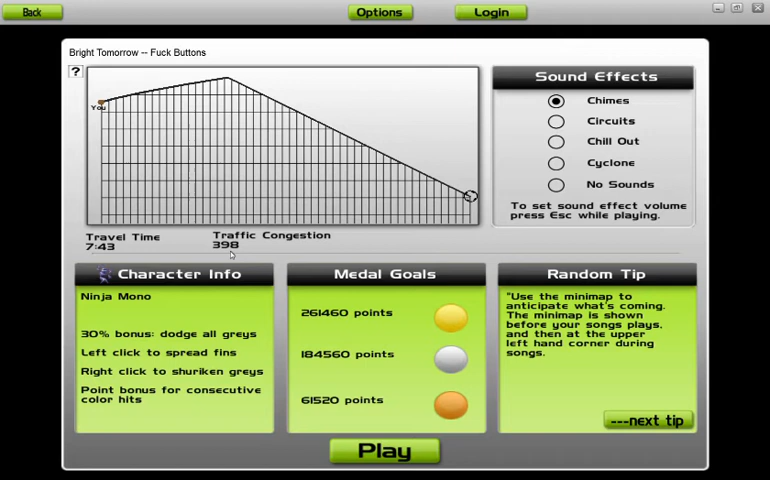 Back
Options
Login
Bright Tomorrow -- Fuck Buttons
?
You
Travel Time
7:43
Traffic Congestion
398
Sound Effects
Chimes
Circuits
Chill Out
Cyclone
No Sounds
To set sound effect volume
press Esc while playing.
Character Info
Ninja Mono
30% bonus: dodge all greys
Left click to spread fins
Right click to shuriken greys
Point bonus for consecutive
color hits
Medal Goals
261460 points
184560 points
61520 points
Random Tip
"Use the minimap to
anticipate what's coming.
The minimap is shown
before your songs plays,
and then at the upper
left hand corner during
songs.
---next tip
Play